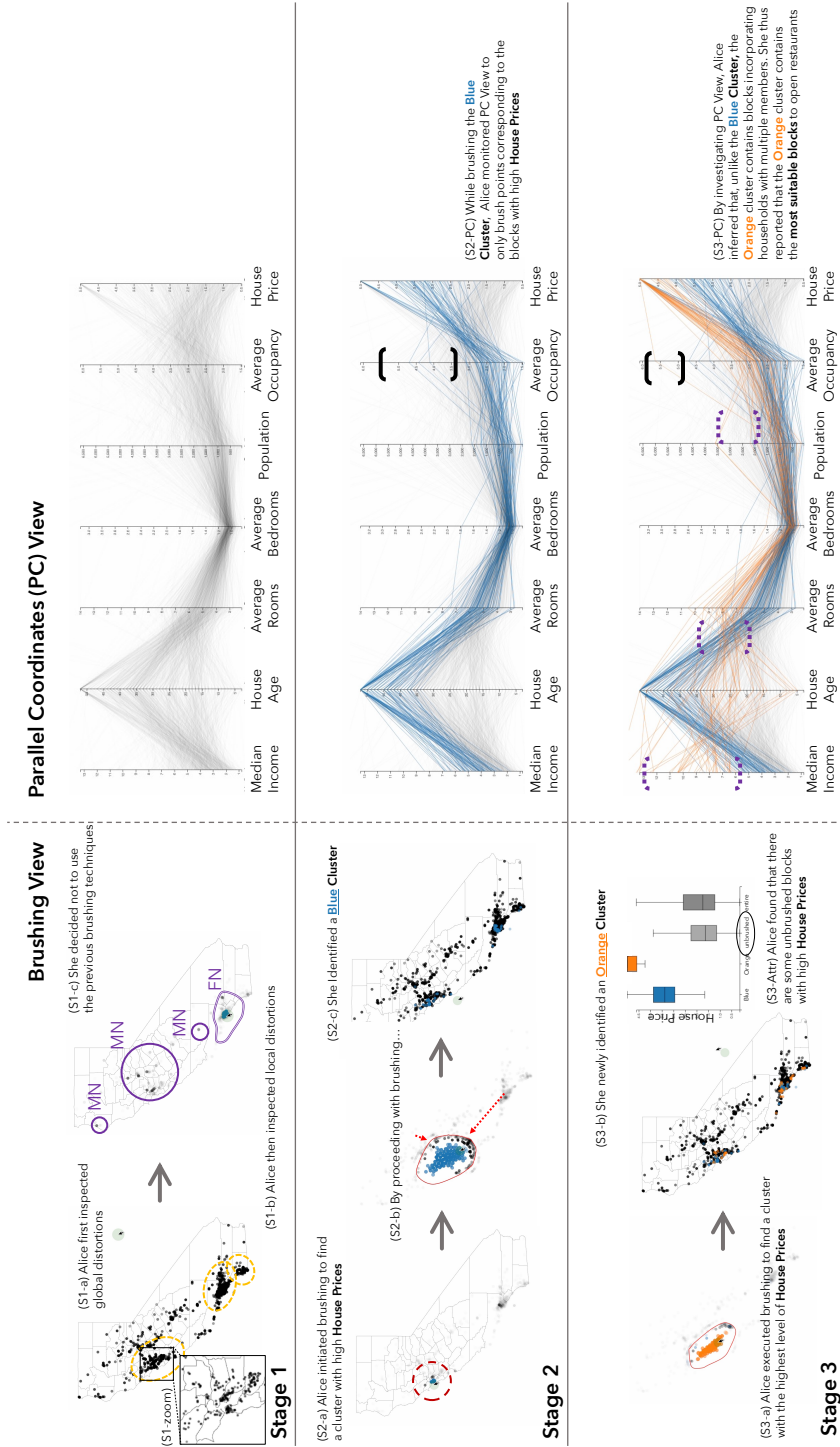 Brushing View
Parallel Coordinates (PC) View
(S1-a) Alice first inspected
global distortions
(S1-zoom)
(S1-b) Alice then inspected local distortions
(S1-c) She decided not to use
the previous brushing techniques
MN
MN
MN
FN
Stage 1
Median
Income
House
Age
Average
Rooms
Average
Bedrooms
Population
Average
Occupancy
House
Price
(S2-a) Alice initiated brushing to find
a cluster with high House Prices
(S2-b) By proceeding with brushing…
(S2-c) She Identified a Blue Cluster
Stage 2
Median
Income
House
Age
Average
Rooms
Average
Bedrooms
Population
Average
Occupancy
House
Price
(S2-PC) While brushing the Blue
Cluster, Alice monitored PC View to
only brush points corresponding to the
blocks with high House Prices
(S3-a) Alice executed brushing to find a cluster
with the highest level of House Prices
(S3-b) She newly identified an Orange Cluster
House Price
Blue
unbrushed
(S3-Attr) Alice found that there
are some unbrushed blocks
with high House Prices
Stage 3
Median
Income
House
Age
Average
Rooms
Average
Bedrooms
Population
Average
Occupancy
House
Price
(S3-PC) By investigating PC View, Alice
inferred that, unlike the Blue Cluster, the
Orange cluster contains blocks incorporating
households with multiple members. She thus
reported that the Orange cluster contains
the most suitable blocks to open restaurants